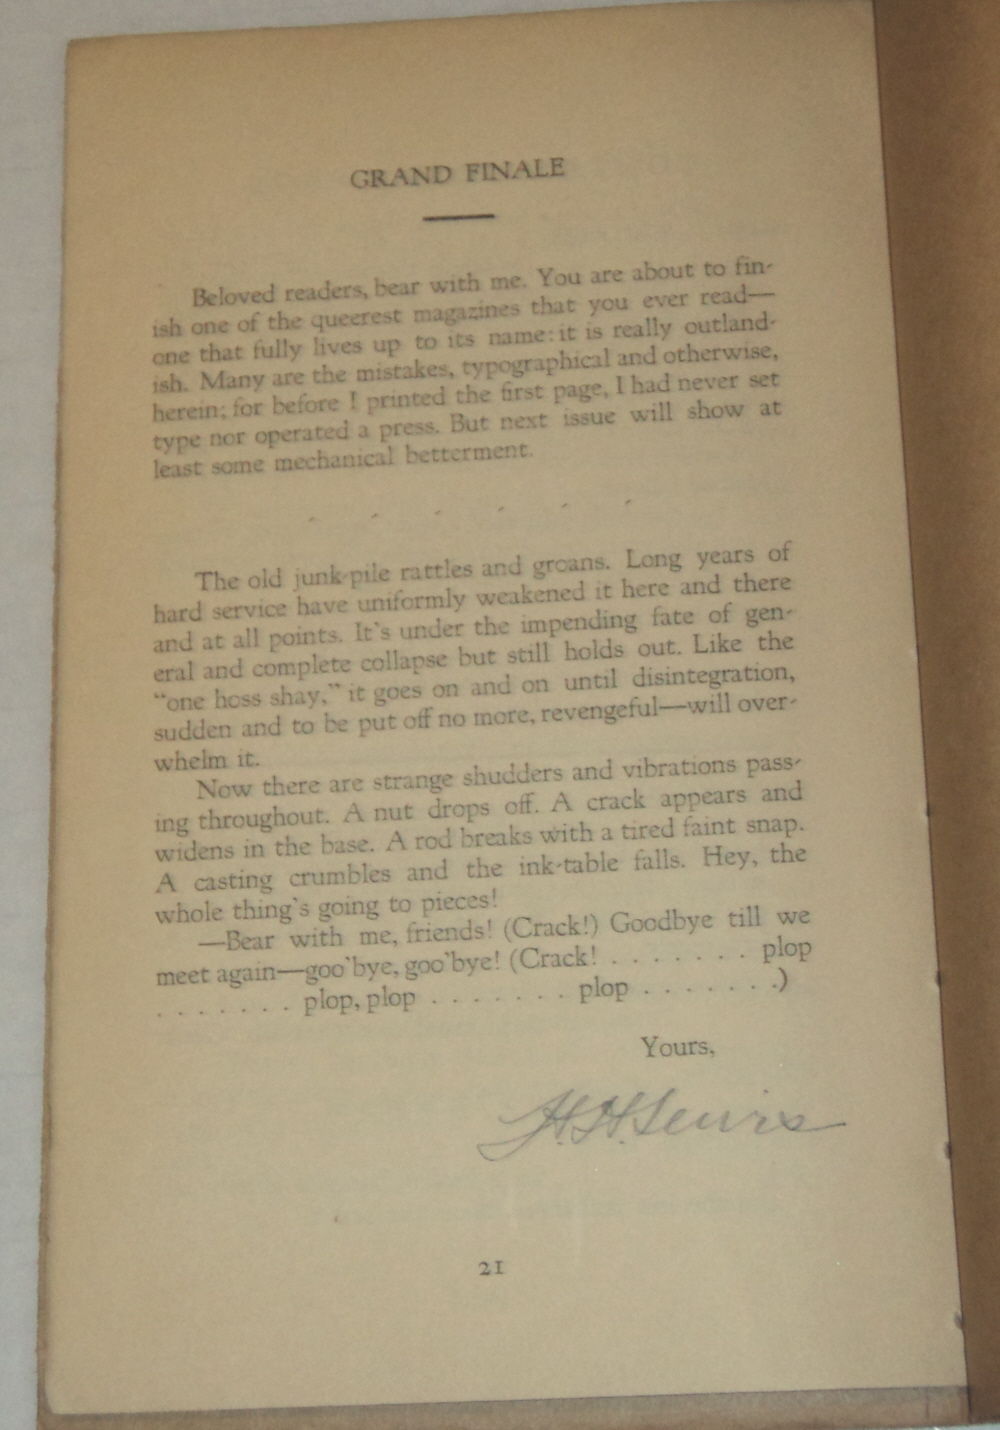 GRAND FINALE
Beloved readers, bear with me. You are about to fin-
ish one of the queerest magazines that you ever read—
one that fully lives up to its name: it is really outland-
ish. Many are the mistakes, typographical and otherwise,
herein; for before I printed the first page, I had never set
type nor operated a press. But next issue will show at
least some mechanical betterment.
The old junk-pile rattles and groans. Long years of
hard service have uniformly weakened it here and there
and at all points. It's under the impending fate of gen-
eral and complete collapse but still holds out. Like the
“one hoss shay,” it goes on and on until disintegration,
sudden and to be put off no more, revengeful—will over-
whelm it.
Now there are strange shudders and vibrations pass-
ing throughout. A nut drops off. A crack appears and
widens in the base. A rod breaks with a tired faint snap.
A casting crumbles and the ink-table falls. Hey, the
whole thing's going to pieces!
—Bear with me, friends! (Crack!) Goodbye till we
meet again—goo'bye, goo'bye! (Crack! . . . . . . . plop
. . . . . . . plop, plop . . . . . . . plop . . . . . . .)
Yours,
H. H. Lewis
21